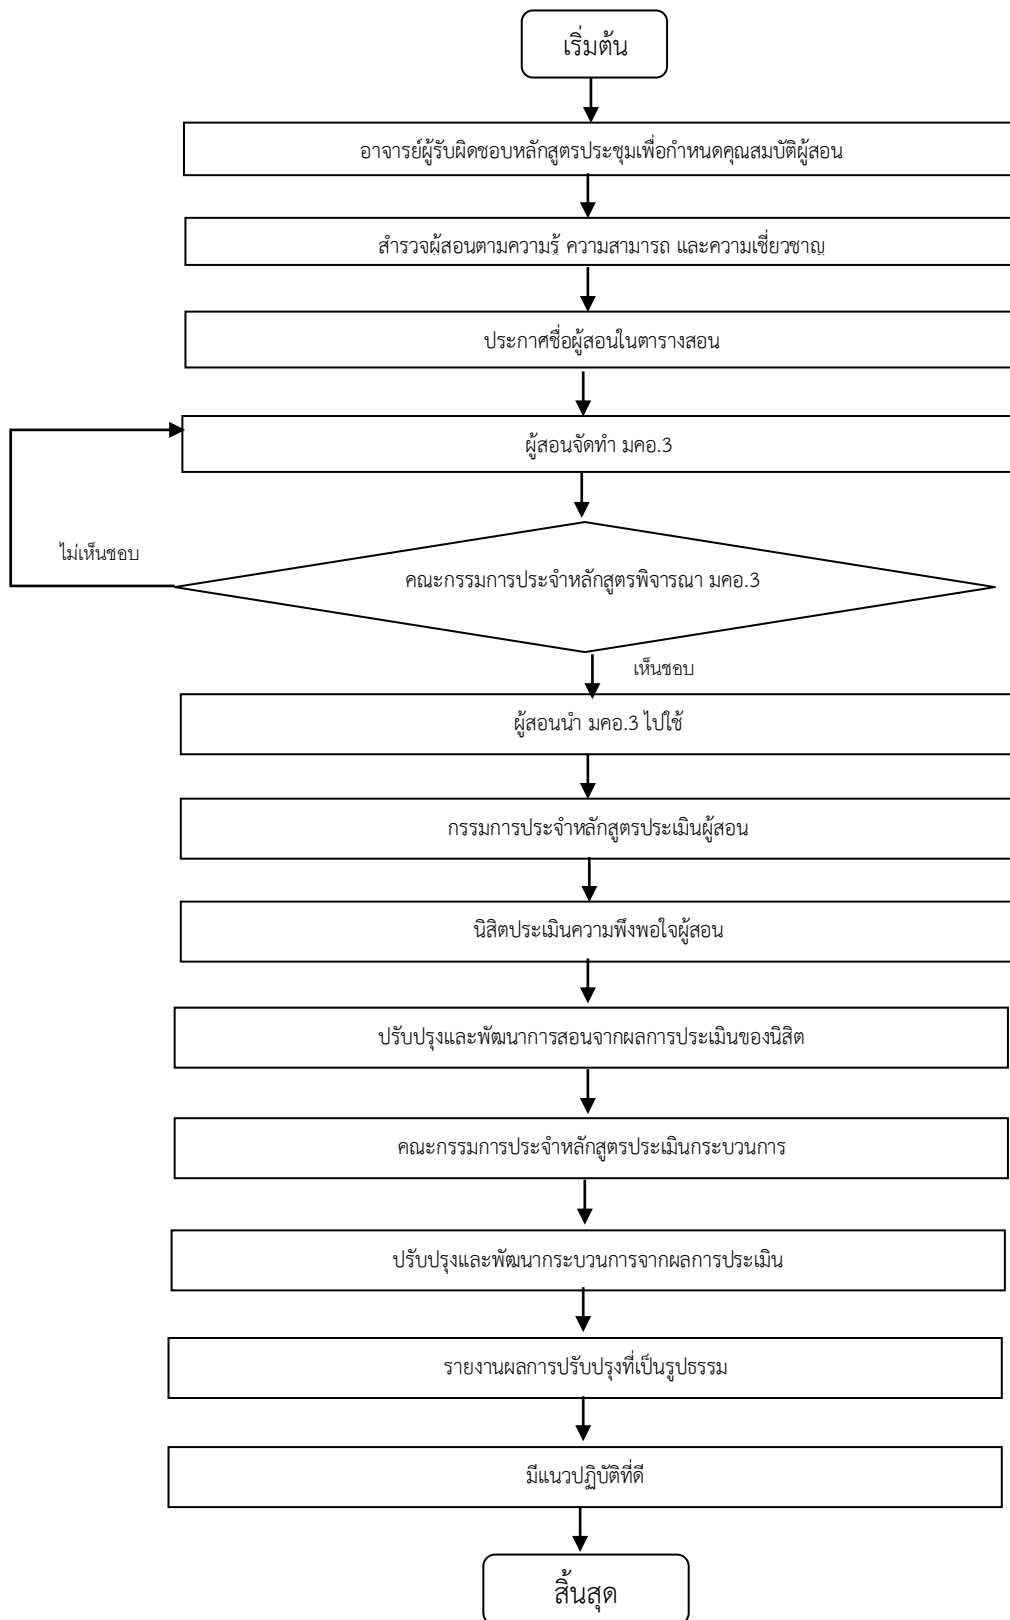 เริ่มต้น
อาจารย์ผู้รับผิดชอบหลักสูตรประชุมเพื่อกำหนดคุณสมบัติผู้สอน
สำรวจผู้สอนตามความรู้ ความสามารถ และความเชี่ยวชาญ
ประกาศชื่อผู้สอนในตารางสอน
ผู้สอนจัดทำ มคอ.3
ไม่เห็นชอบ
คณะกรรมการประจำหลักสูตรพิจารณา มคอ.3
เห็นชอบ
ผู้สอนนำ มคอ.3 ไปใช้
กรรมการประจำหลักสูตรประเมินผู้สอน
นิสิตประเมินความพึงพอใจผู้สอน
ปรับปรุงและพัฒนาการสอนจากผลการประเมินของนิสิต
คณะกรรมการประจำหลักสูตรประเมินกระบวนการ
ปรับปรุงและพัฒนากระบวนการจากผลการประเมิน
รายงานผลการปรับปรุงที่เป็นรูปธรรม
มีแนวปฏิบัติที่ดี
สิ้นสุด